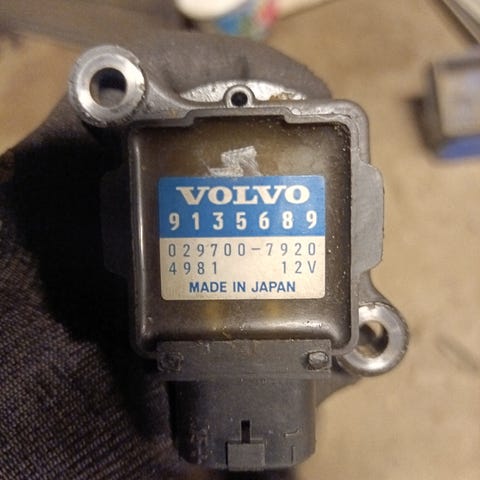 VOLVO
9135689
029700-7920
4981 12V
MADE IN JAPAN